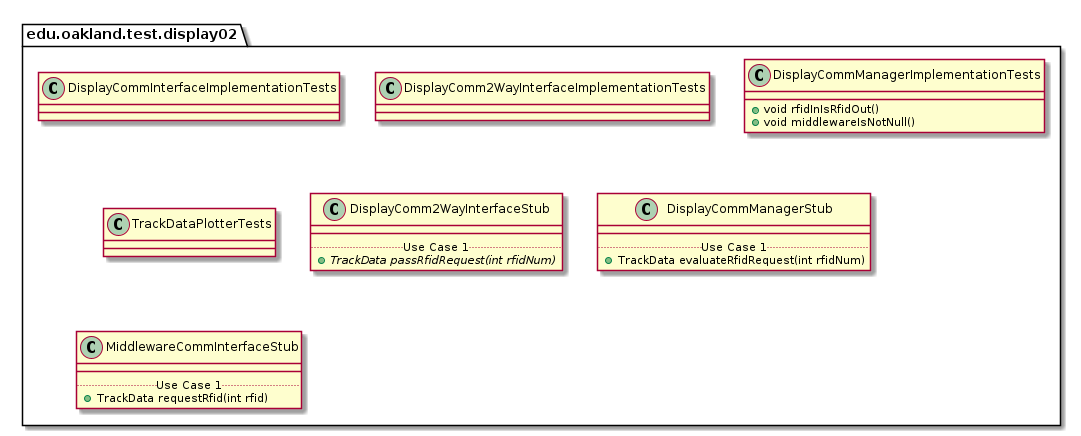 edu.oakland.test.display02
C DisplayCommInterfaceImplementationTests
C DisplayComm2WayInterfaceImplementationTests
C DisplayCommManagerImplementationTests
void rfidInIsRfidOut()
void middlewareIsNotNull()
C TrackDataPlotterTests
C DisplayComm2WayInterfaceStub
Use Case 1
TrackData passRfidRequest(int rfidNum)
C DisplayCommManagerStub
Use Case 1
TrackData evaluateRfidRequest(int rfidNum)
C MiddlewareCommInterfaceStub
Use Case 1
TrackData requestRfid(int rfid)